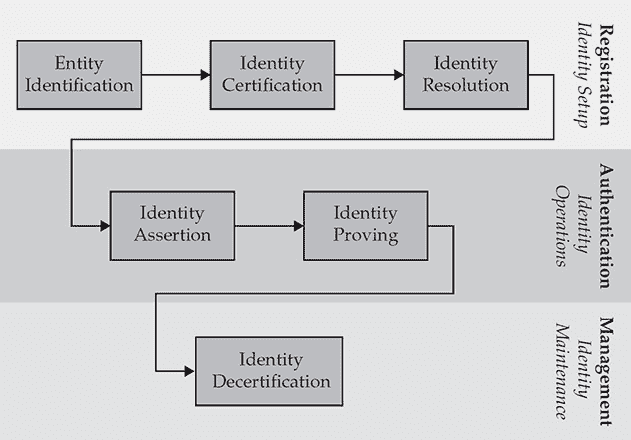 Entity
Identification
Identity
Certification
Identity
Resolution
Registration
Identity Setup
Identity
Assertion
Identity
Proving
Authentication
Identity
Operations
Identity
Decertification
Management
Identity
Maintenance